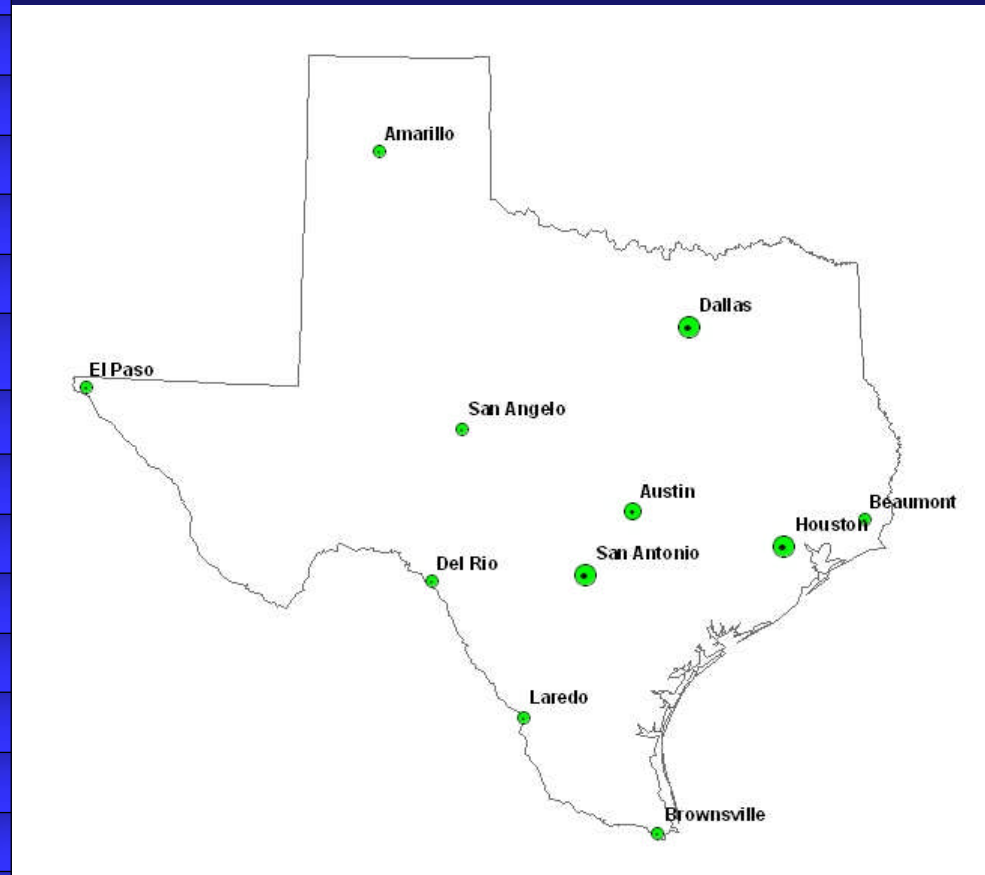 Amarillo
Dallas
El Paso
San Angelo
Austin
Beaumont
Houston
San Antonio
Del Rio
Laredo
Brownsville